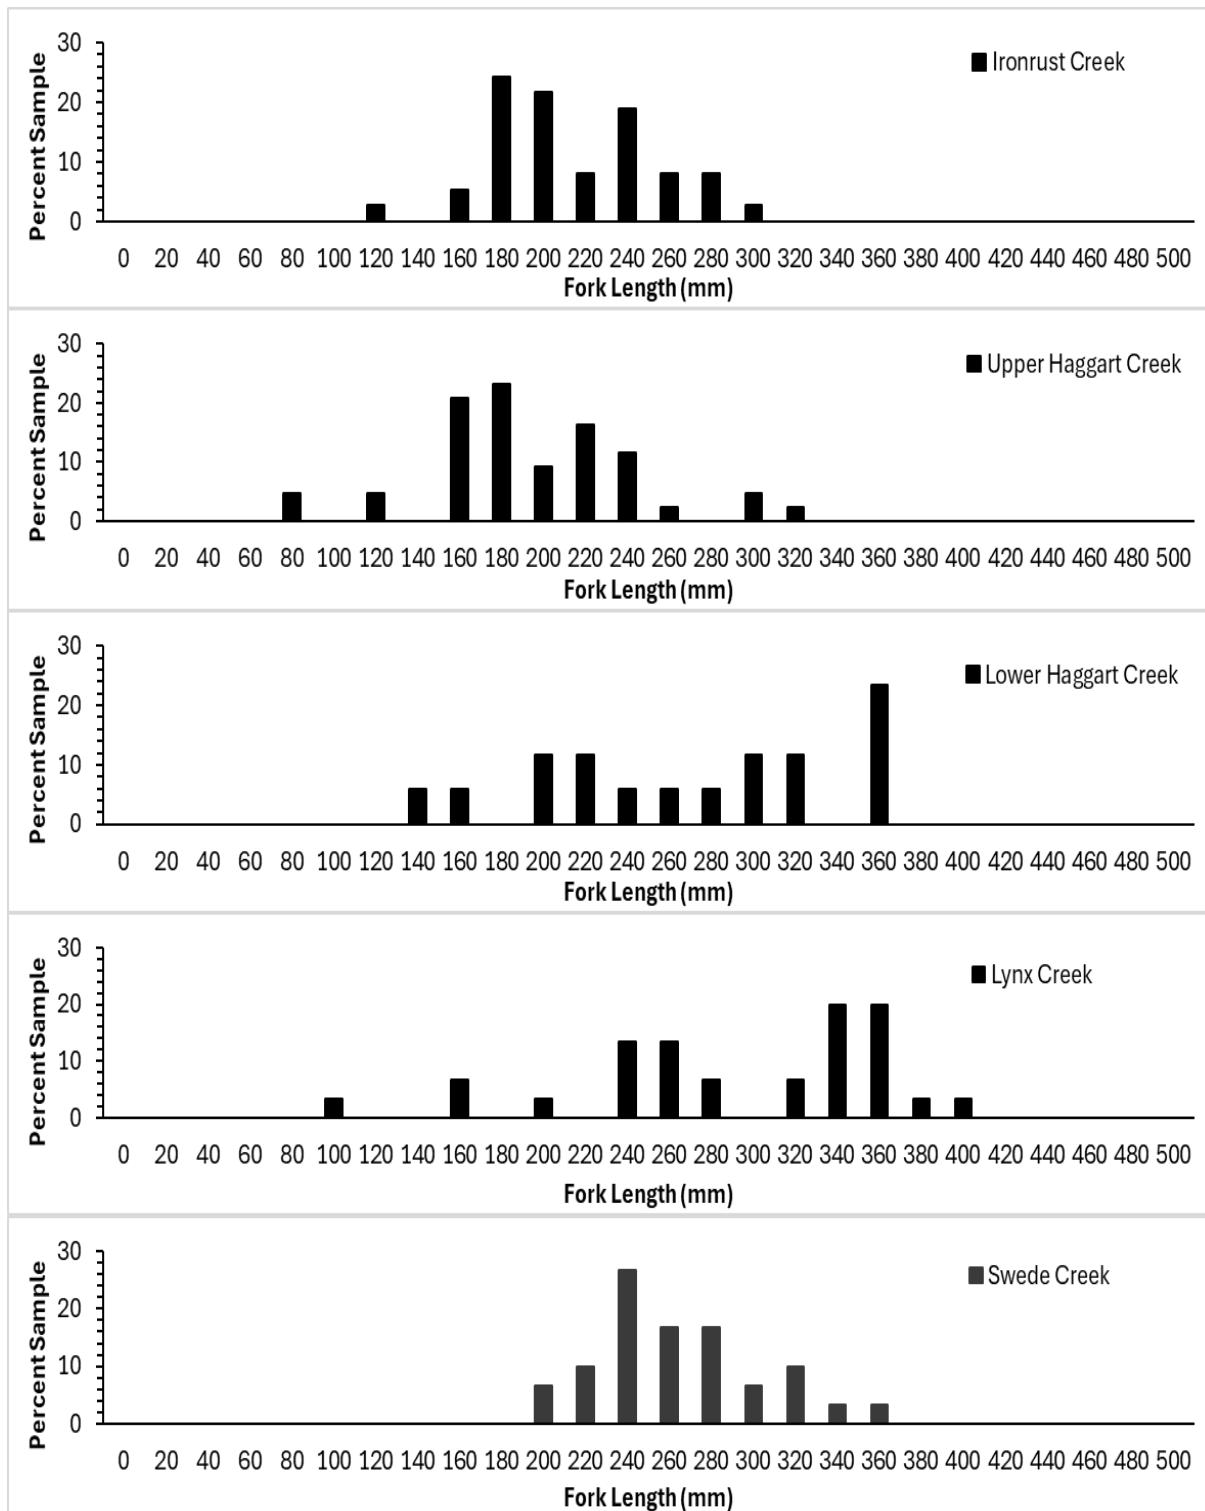 30
Ironrust Creek
20
10
0
Percent Sample
0 20 40 60 80 100 120 140 160 180 200 220 240 260 280 300 320 340 360 380 400 420 440 460 480 500
Fork Length (mm)
30
Upper Haggart Creek
20
10
0
Percent Sample
0 20 40 60 80 100 120 140 160 180 200 220 240 260 280 300 320 340 360 380 400 420 440 460 480 500
Fork Length (mm)
30
Lower Haggart Creek
20
10
0
Percent Sample
0 20 40 60 80 100 120 140 160 180 200 220 240 260 280 300 320 340 360 380 400 420 440 460 480 500
Fork Length (mm)
30
Lynx Creek
20
10
0
Percent Sample
0 20 40 60 80 100 120 140 160 180 200 220 240 260 280 300 320 340 360 380 400 420 440 460 480 500
Fork Length (mm)
30
Swede Creek
20
10
0
Percent Sample
0 20 40 60 80 100 120 140 160 180 200 220 240 260 280 300 320 340 360 380 400 420 440 460 480 500
Fork Length (mm)